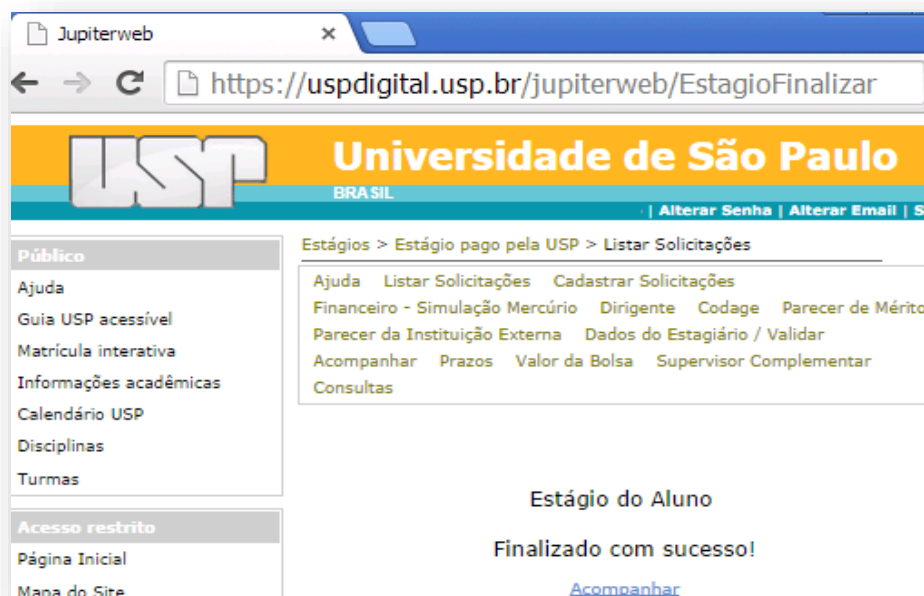 Jupiterweb
https://uspdigital.usp.br/jupiterweb/EstagioFinalizar
USP
Universidade de São Paulo
BRASIL
| Alterar Senha | Alterar Email | S
Público
Ajuda
Guia USP acessível
Matrícula interativa
Informações acadêmicas
Calendário USP
Disciplinas
Turmas
Acesso restrito
Página Inicial
Mapa do Site
Estágios > Estágio pago pela USP > Listar Solicitações
Ajuda Listar Solicitações Cadastrar Solicitações
Financeiro - Simulação Mercúrio Dirigente Codage Parecer de Mérito
Parecer da Instituição Externa Dados do Estagiário / Validar
Acompanhar Prazos Valor da Bolsa Supervisor Complementar
Consultas
Estágio do Aluno
Finalizado com sucesso!
Acompanhar